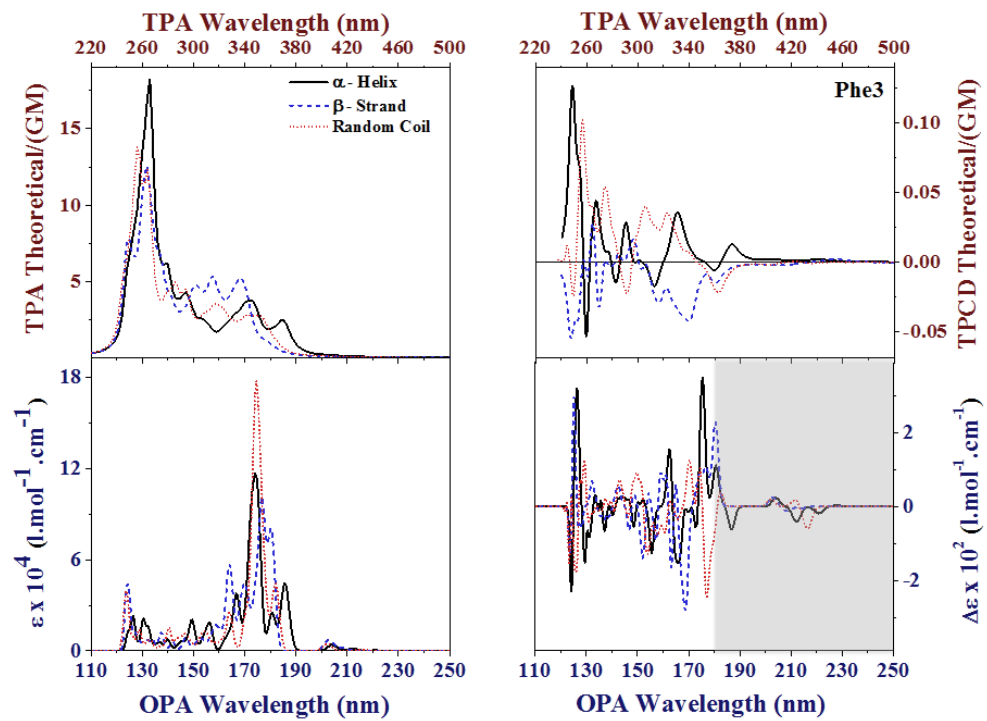 TPA Wavelength (nm)
220 260 300 340 380 420 460 500
TPA Theoretical/(GM)
15
10
5
α - Helix
β - Strand
Random Coil
ε x 10⁴ (l.mol⁻¹.cm⁻¹)
18
12
6
0
110 130 150 170 190 210 230 250
OPA Wavelength (nm)
TPA Wavelength (nm)
220 260 300 340 380 420 460 500
Phe3
0.10
0.05
0.00
-0.05
TPCD Theoretical/(GM)
2
0
-2
Δε x 10² (l.mol⁻¹.cm⁻¹)
110 130 150 170 190 210 230 250
OPA Wavelength (nm)